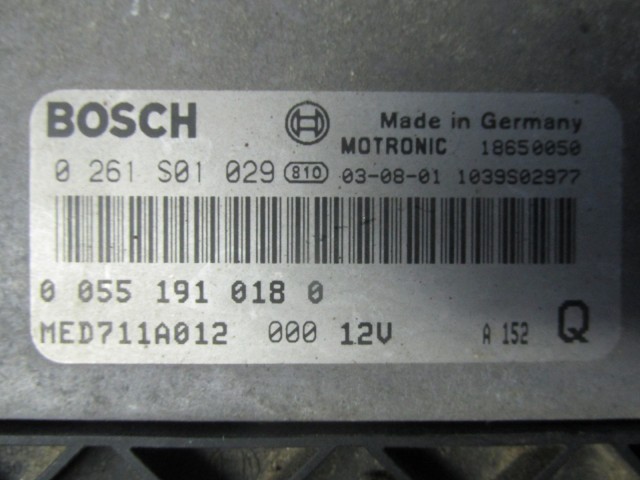 BOSCH Made in Germany
MOTRONIC 18650050
0 261 S01 029 810 03-08-01 1039S02977
0 055 191 018 0
MED711A012 000 12V A 152 Q